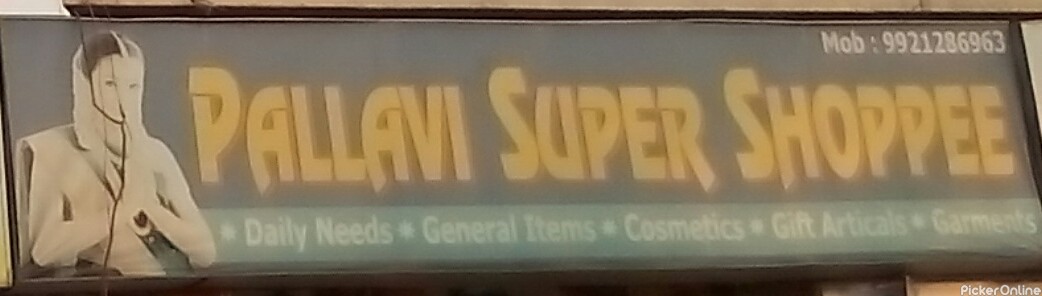 Mob : 9921286963
PALLAVI SUPER SHOPPEE
* Daily Needs * General Items * Cosmetics * Gift Articals * Garments
PickerOnline